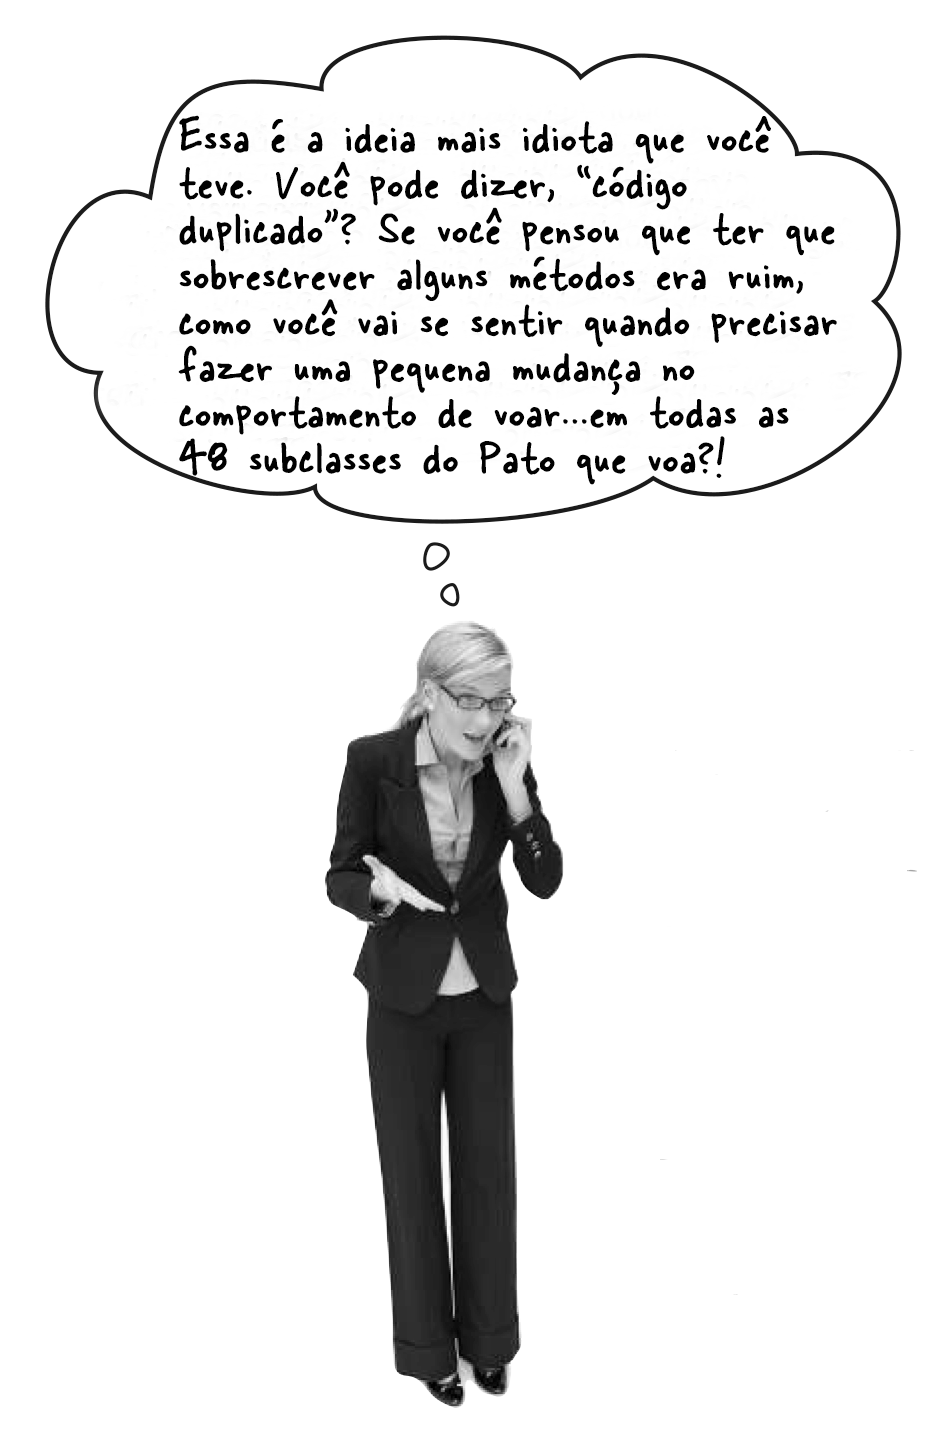 Essa é a ideia mais idiota que você
teve. Você pode dizer, “código
duplicado”? Se você pensou que ter que
sobrescrever alguns métodos era ruim,
como você vai se sentir quando precisar
fazer uma pequena mudança no
comportamento de voar...em todas as
48 subclasses do Pato que voa?!